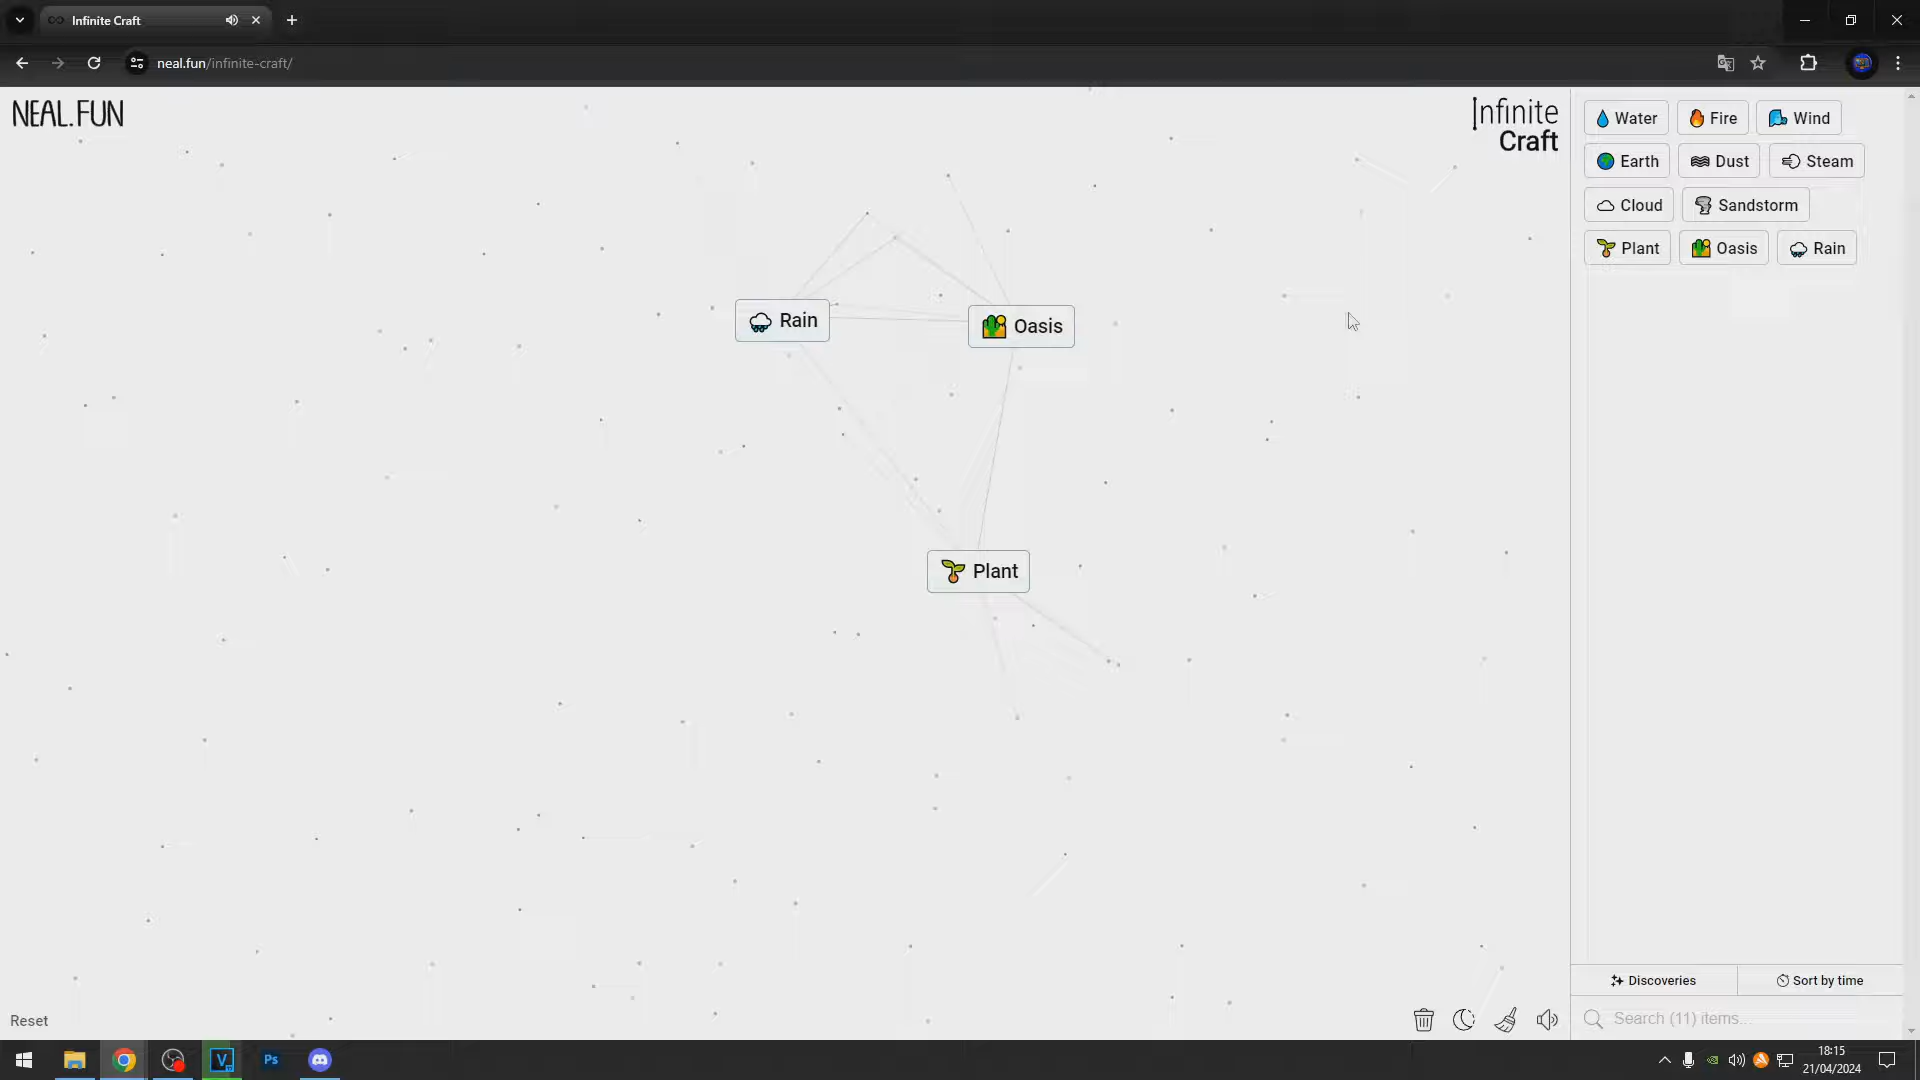 Infinite Craft
neal.fun/infinite-craft/
NEAL.FUN
Infinite
Craft
Water
Fire
Wind
Earth
Dust
Steam
Cloud
Sandstorm
Plant
Oasis
Rain
Rain
Oasis
Plant
Discoveries
Sort by time
Reset
Search (11) items...
V
Ps
18:15
21/04/2024